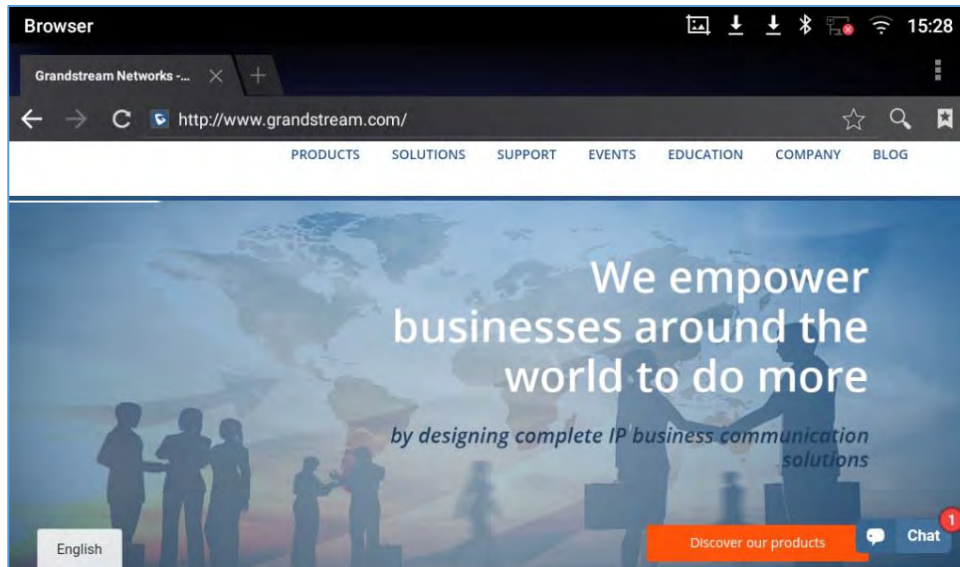 Browser
15:28
Grandstream Networks -...
http://www.grandstream.com/
PRODUCTS SOLUTIONS SUPPORT EVENTS EDUCATION COMPANY BLOG
We empower
businesses around the
world to do more
by designing complete IP business communication
solutions
English
Discover our products
Chat
1